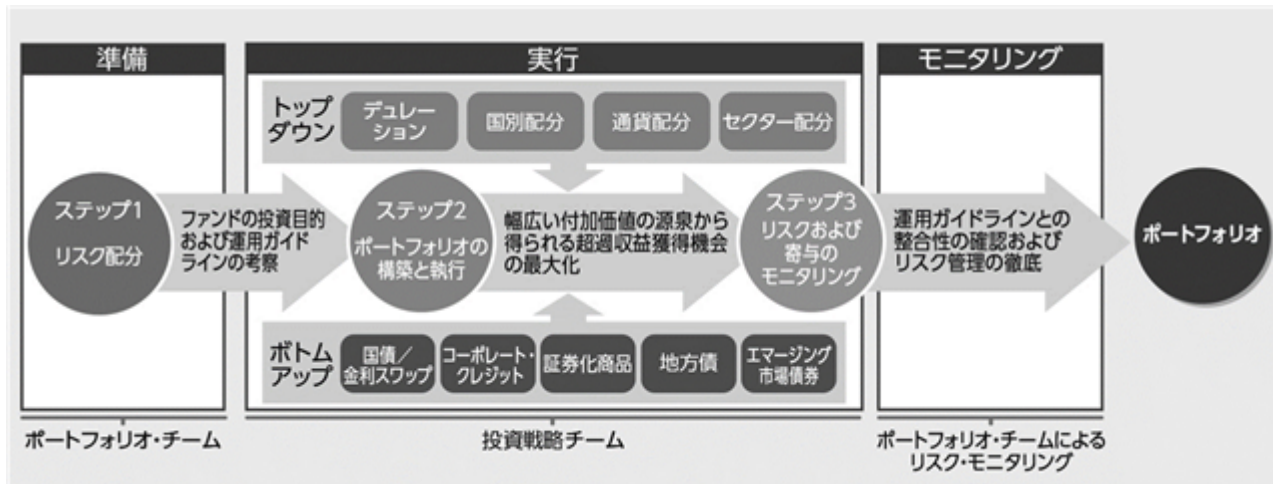 準備
実行
モニタリング
トップ
ダウン
デュレー
ション
国別配分
通貨配分
セクター配分
ステップ1
リスク配分
ファンドの投資目的
および運用ガイド
ラインの考察
ステップ2
ポートフォリオの
構築と執行
幅広い付加価値の源泉から
得られる超過収益獲得機会
の最大化
ステップ3
リスクおよび
寄与の
モニタリング
運用ガイドラインとの
整合性の確認および
リスク管理の徹底
ポートフォリオ
ボトム
アップ
国債／
金利スワップ
コーポレート・
クレジット
証券化商品
地方債
エマージング
市場債券
ポートフォリオ・チーム
投資戦略チーム
ポートフォリオ・チームによる
リスク・モニタリング